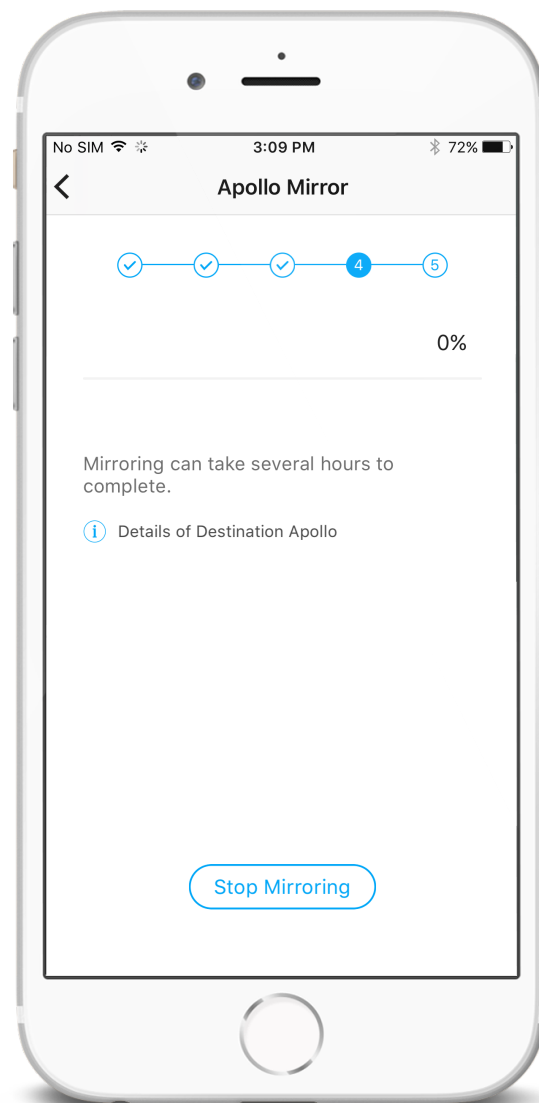 No SIM 3:09 PM 72%
Apollo Mirror
4 5
0%
Mirroring can take several hours to
complete.
i Details of Destination Apollo
Stop Mirroring